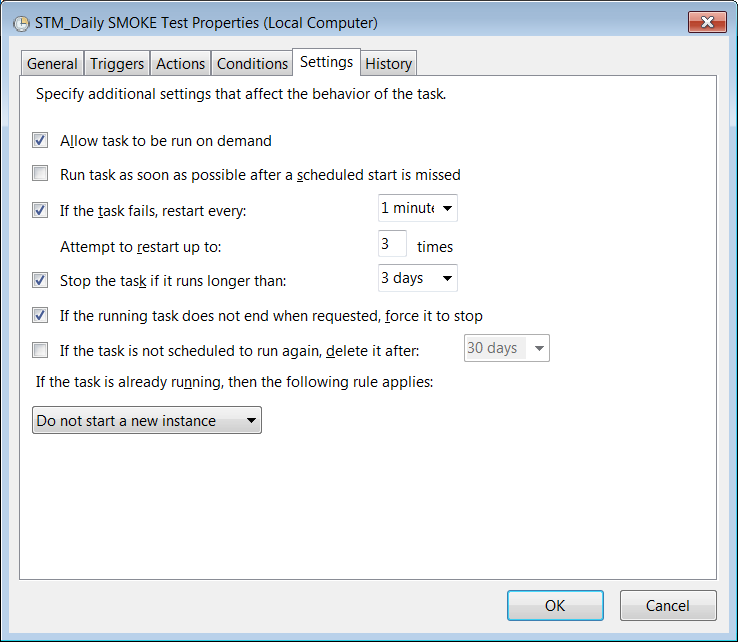 STM_Daily SMOKE Test Properties (Local Computer)
General Triggers Actions Conditions Settings History
Specify additional settings that affect the behavior of the task.
Allow task to be run on demand
Run task as soon as possible after a scheduled start is missed
If the task fails, restart every: 1 minute
Attempt to restart up to: 3 times
Stop the task if it runs longer than: 3 days
If the running task does not end when requested, force it to stop
If the task is not scheduled to run again, delete it after: 30 days
If the task is already running, then the following rule applies:
Do not start a new instance
OK Cancel